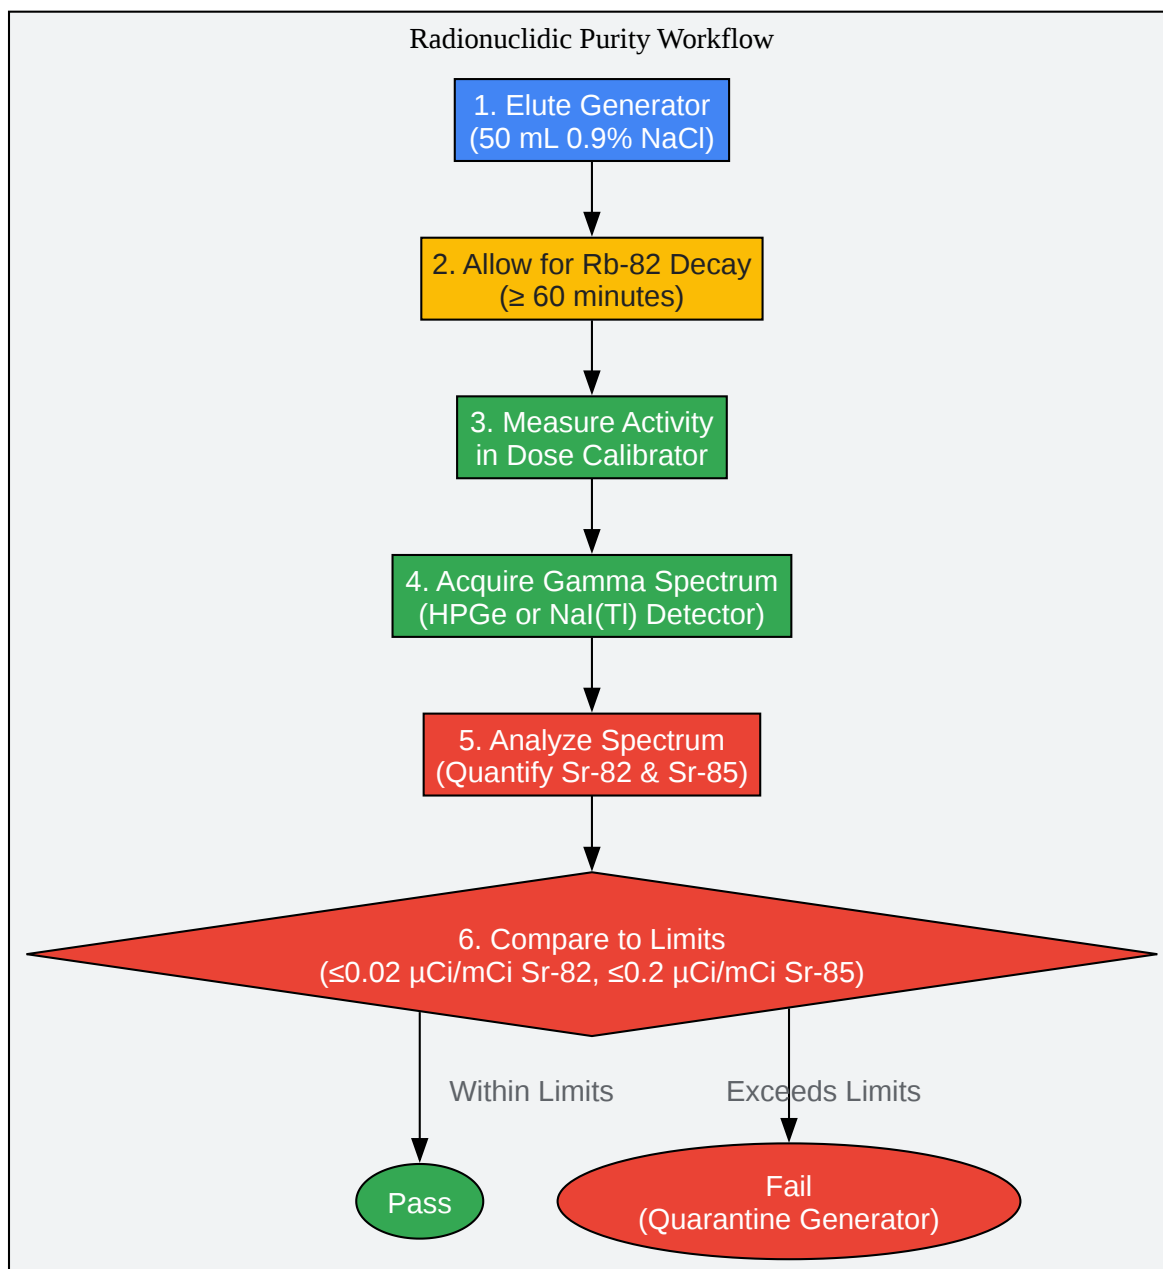 Radionuclidic Purity Workflow
1. Elute Generator
(50 mL 0.9% NaCl)
2. Allow for Rb-82 Decay
(≥ 60 minutes)
3. Measure Activity
in Dose Calibrator
4. Acquire Gamma Spectrum
(HPGe or NaI(Tl) Detector)
5. Analyze Spectrum
(Quantify Sr-82 & Sr-85)
6. Compare to Limits
(≤0.02 µCi/mCi Sr-82, ≤0.2 µCi/mCi Sr-85)
Within Limits
Exceeds Limits
Pass
Fail
(Quarantine Generator)